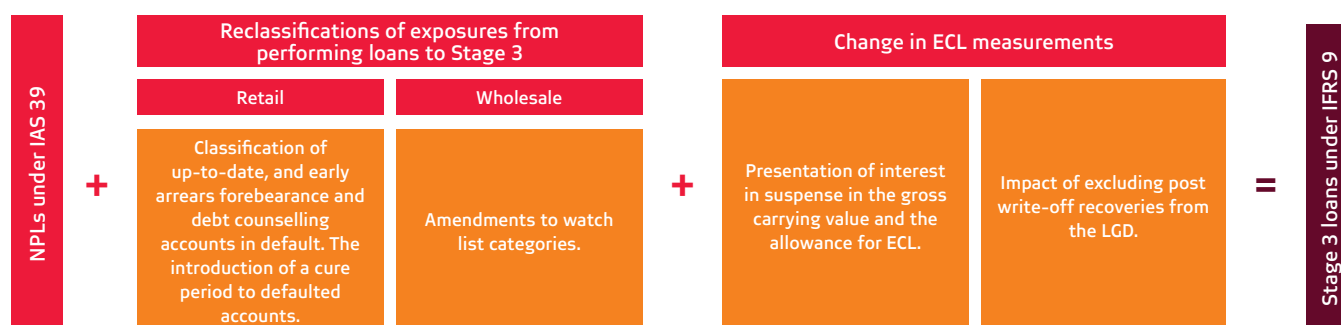 NPLs under IAS 39
+
Reclassifications of exposures from
performing loans to Stage 3
Retail
Classification of
up-to-date, and early
arrears forebearance and
debt counselling
accounts in default. The
introduction of a cure
period to defaulted
accounts.
Wholesale
Amendments to watch
list categories.
+
Change in ECL measurements
Presentation of interest
in suspense in the gross
carrying value and the
allowance for ECL.
Impact of excluding post
write-off recoveries from
the LGD.
=
Stage 3 loans under IFRS 9